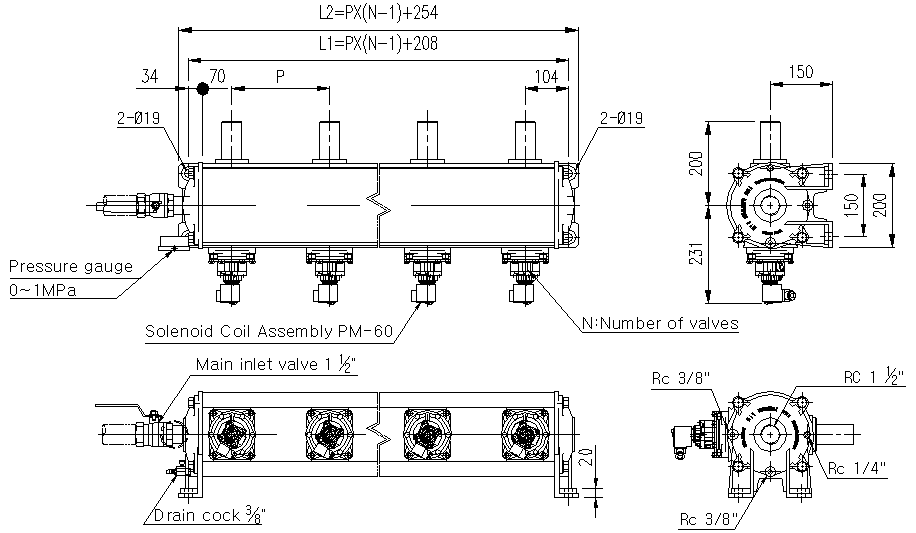 L2=PX(N-1)+254
L1=PX(N-1)+208
34
70
P
104
150
2-Ø19
2-Ø19
200
150
200
231
Pressure gauge
0~1MPa
Solenoid Coil Assembly PM-60
N:Number of valves
Main inlet valve 1 ½"
Rc 3/8"
RC 1 ½"
20
Rc 1/4"
Drain cock ⅜"
Rc 3/8"